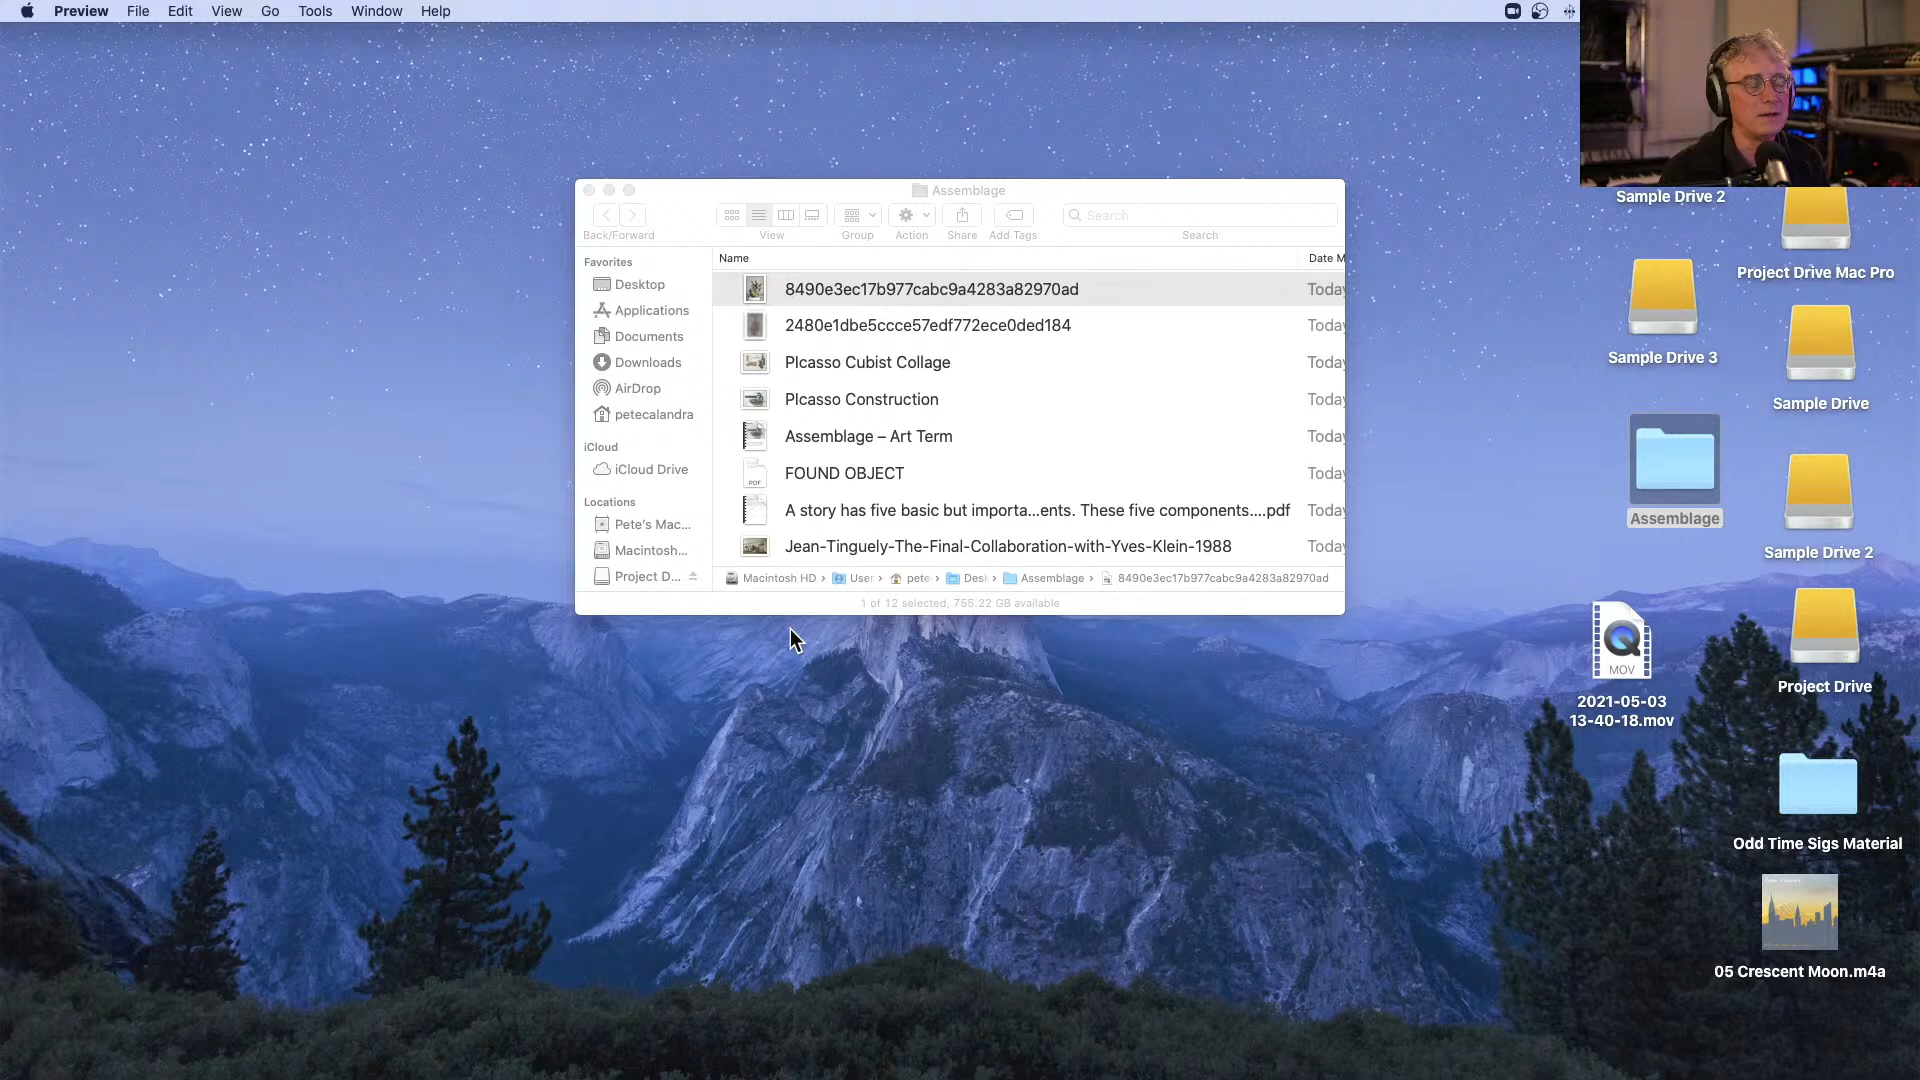 Preview File Edit View Go Tools Window Help
Assemblage
Back/Forward View Group Action Share Add Tags Search
Search
Favorites
Desktop
Applications
Documents
Downloads
AirDrop
petecalandra
iCloud
iCloud Drive
Locations
Pete's Mac...
Macintosh...
Project D...
Name Date M
8490e3ec17b977cabc9a4283a82970ad Today
2480e1dbe5ccce57edf772ece0ded184 Today
PIcasso Cubist Collage Today
PIcasso Construction Today
Assemblage – Art Term Today
PDF
FOUND OBJECT Today
A story has five basic but importa...ents. These five components....pdf Today
Jean-Tinguely-The-Final-Collaboration-with-Yves-Klein-1988 Today
Macintosh HD › User › pete › Desk › Assemblage › 8490e3ec17b977cabc9a4283a82970ad
1 of 12 selected, 755.22 GB available
Sample Drive 2
Project Drive Mac Pro
Sample Drive 3
Sample Drive
Assemblage
Sample Drive 2
MOV
2021-05-03
13-40-18.mov
Project Drive
Odd Time Sigs Material
05 Crescent Moon.m4a